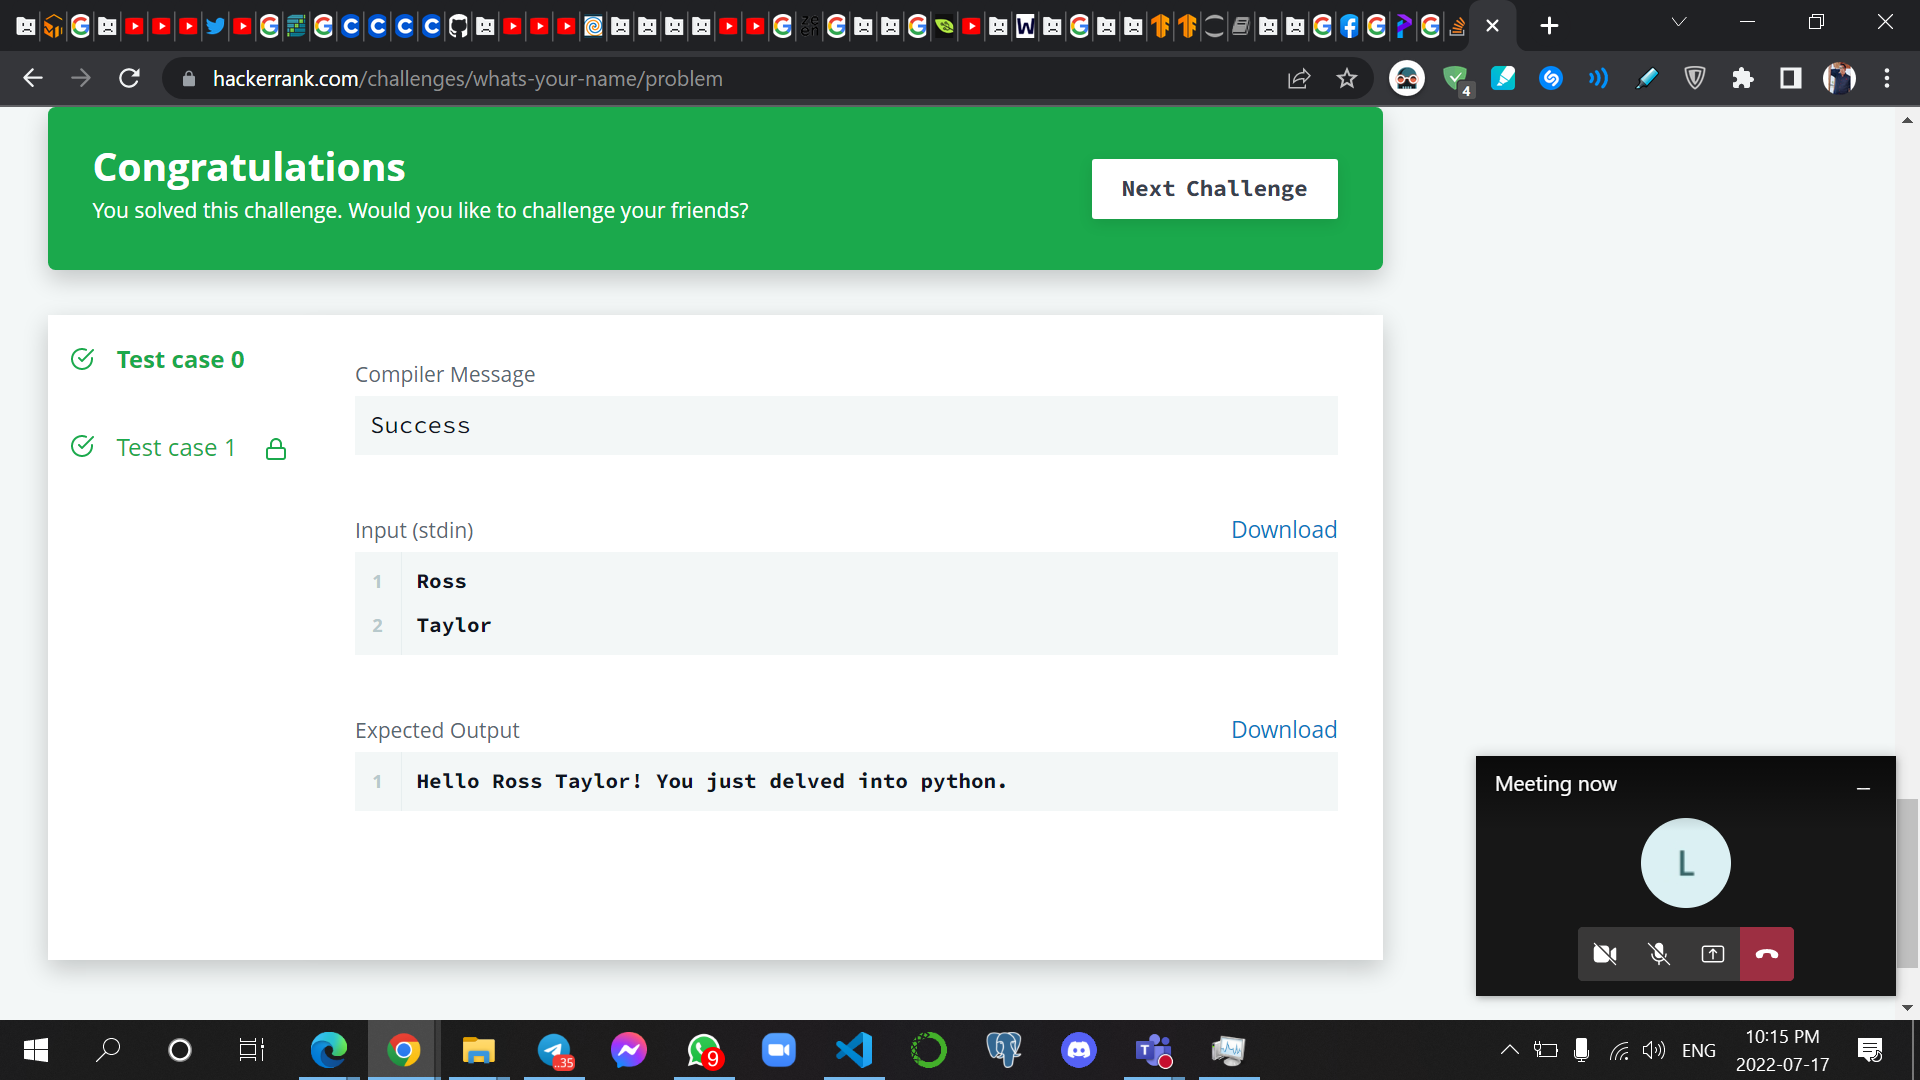 hackerrank.com/challenges/whats-your-name/problem
4
Congratulations
You solved this challenge. Would you like to challenge your friends?
Next Challenge
Test case 0
Test case 1
Compiler Message
Success
Input (stdin)
Download
1 Ross
2 Taylor
Expected Output
Download
1 Hello Ross Taylor! You just delved into python.
Meeting now
L
..35
9
ENG
10:15 PM
2022-07-17